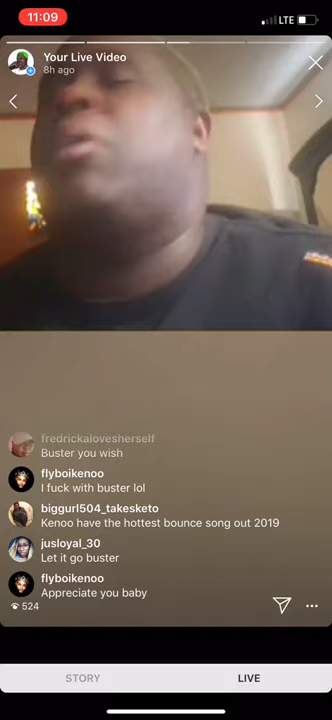 11:09
LTE
Your Live Video
8h ago
fredrickalovesherself
Buster you wish
flyboikenoo
I fuck with buster lol
biggurl504_takesketo
Kenoo have the hottest bounce song out 2019
jusloyal_30
Let it go buster
flyboikenoo
Appreciate you baby
524
STORY
LIVE